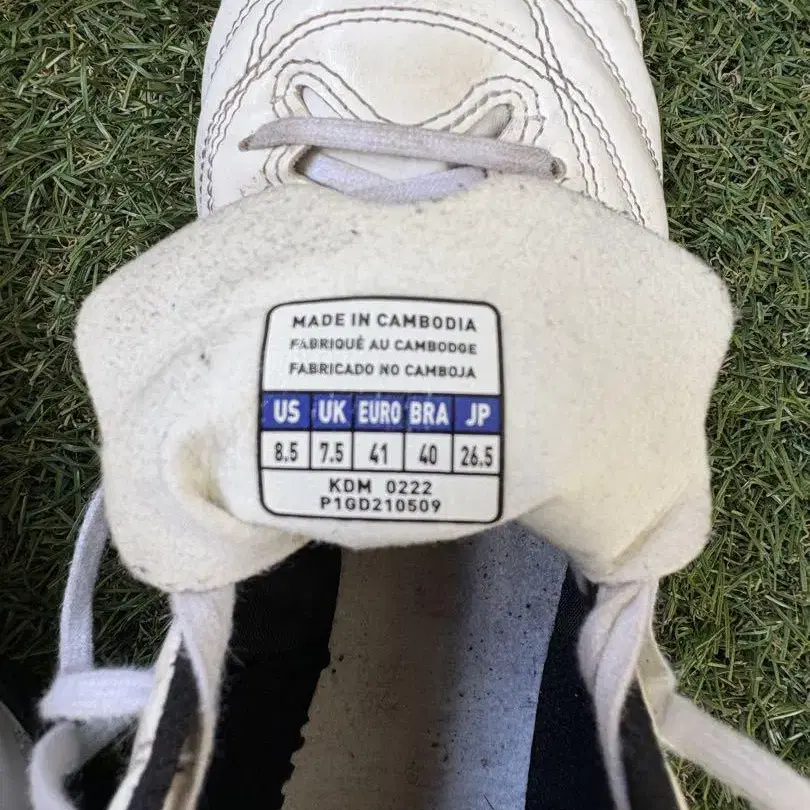 MADE IN CAMBODIA
FABRIQUÉ AU CAMBODGE
FABRICADO NO CAMBOJA
US UK EURO BRA JP
8.5 7.5 41 40 26.5
KDM 0222
P1GD210509